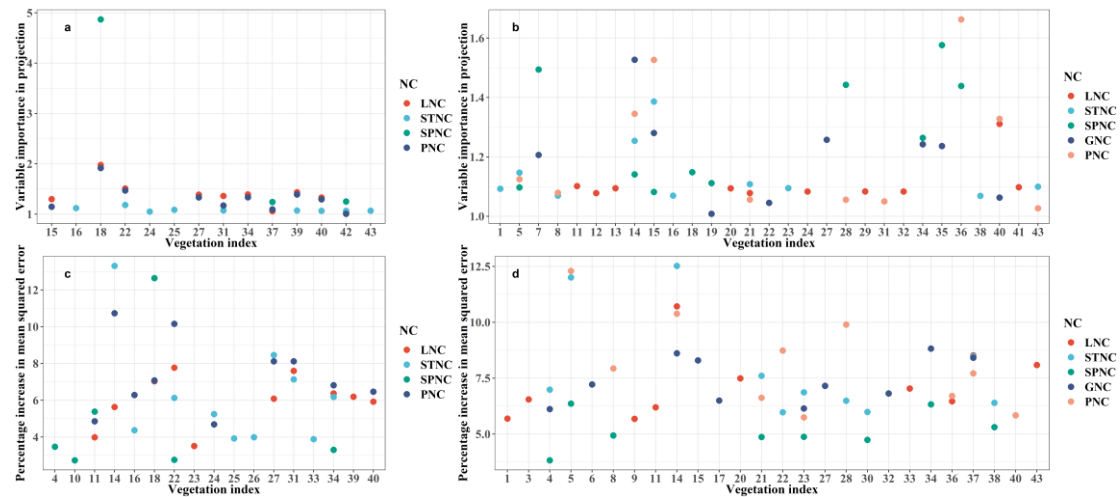 a
Variable importance in projection
5
4
3
2
1
15 16 18 22 24 25 28 31 34 37 39 40 42 43
Vegetation index
NC
LNC
STNC
SPNC
PNC
b
Variable importance in projection
1.6
1.4
1.2
1.0
1 5 7 8 11 12 13 14 15 16 18 19 20 21 22 23 24 27 28 29 31 32 34 35 36 38 40 41 43
Vegetation index
NC
LNC
STNC
SPNC
GNC
PNC
c
Percentage increase in mean squared error
12
10
8
6
4
4 10 11 14 16 18 22 23 24 25 26 27 31 33 34 39 40
Vegetation index
NC
LNC
STNC
SPNC
PNC
d
Percentage increase in mean squared error
12.5
10.0
7.5
5.0
1 3 4 5 6 8 9 11 14 15 17 20 21 22 23 27 28 30 32 33 34 36 37 38 40 43
Vegetation index
NC
LNC
STNC
SPNC
GNC
PNC